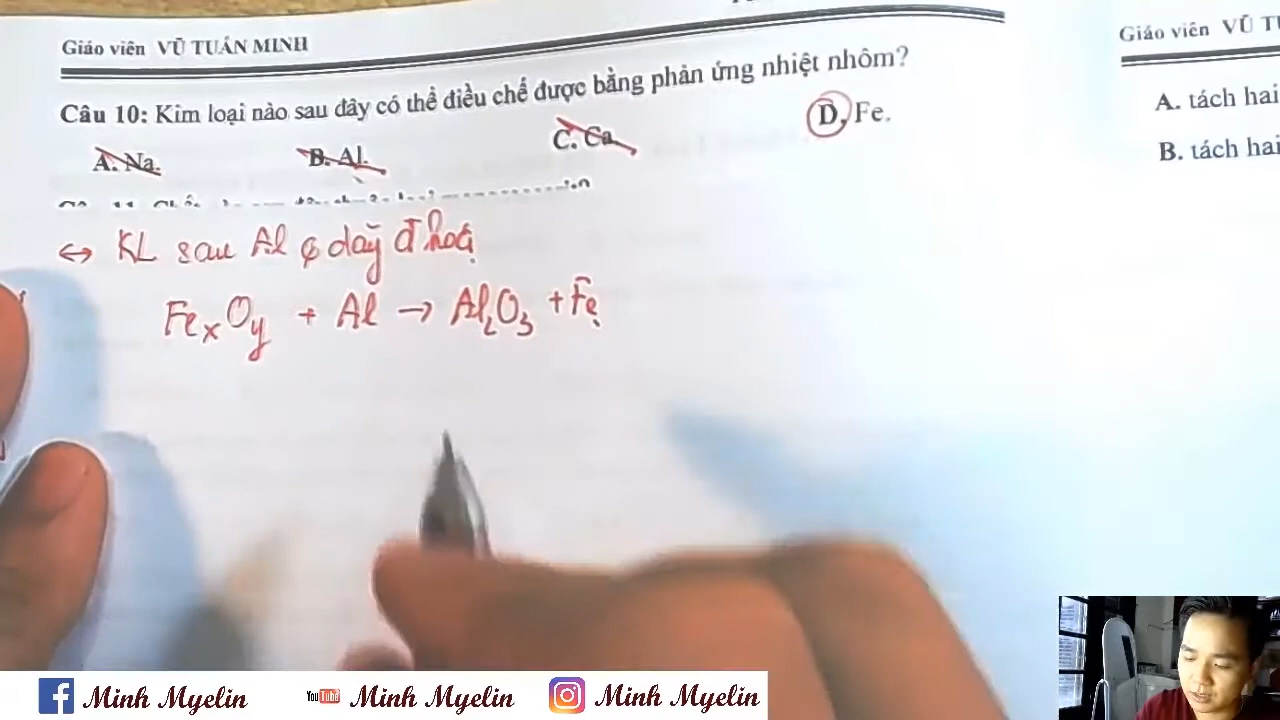 Giáo viên VŨ TUẤN MINH
Câu 10: Kim loại nào sau đây có thể điều chế được bằng phản ứng nhiệt nhôm?
A. Na. B. Al. C. Ca. D. Fe.
↔ KL sau Al dãy đ hoá
FexOy + Al → Al2O3 + Fe
Giáo viên VŨ
A. tách hai
B. tách hai
Minh Myelin YouTube Minh Myelin Minh Myelin